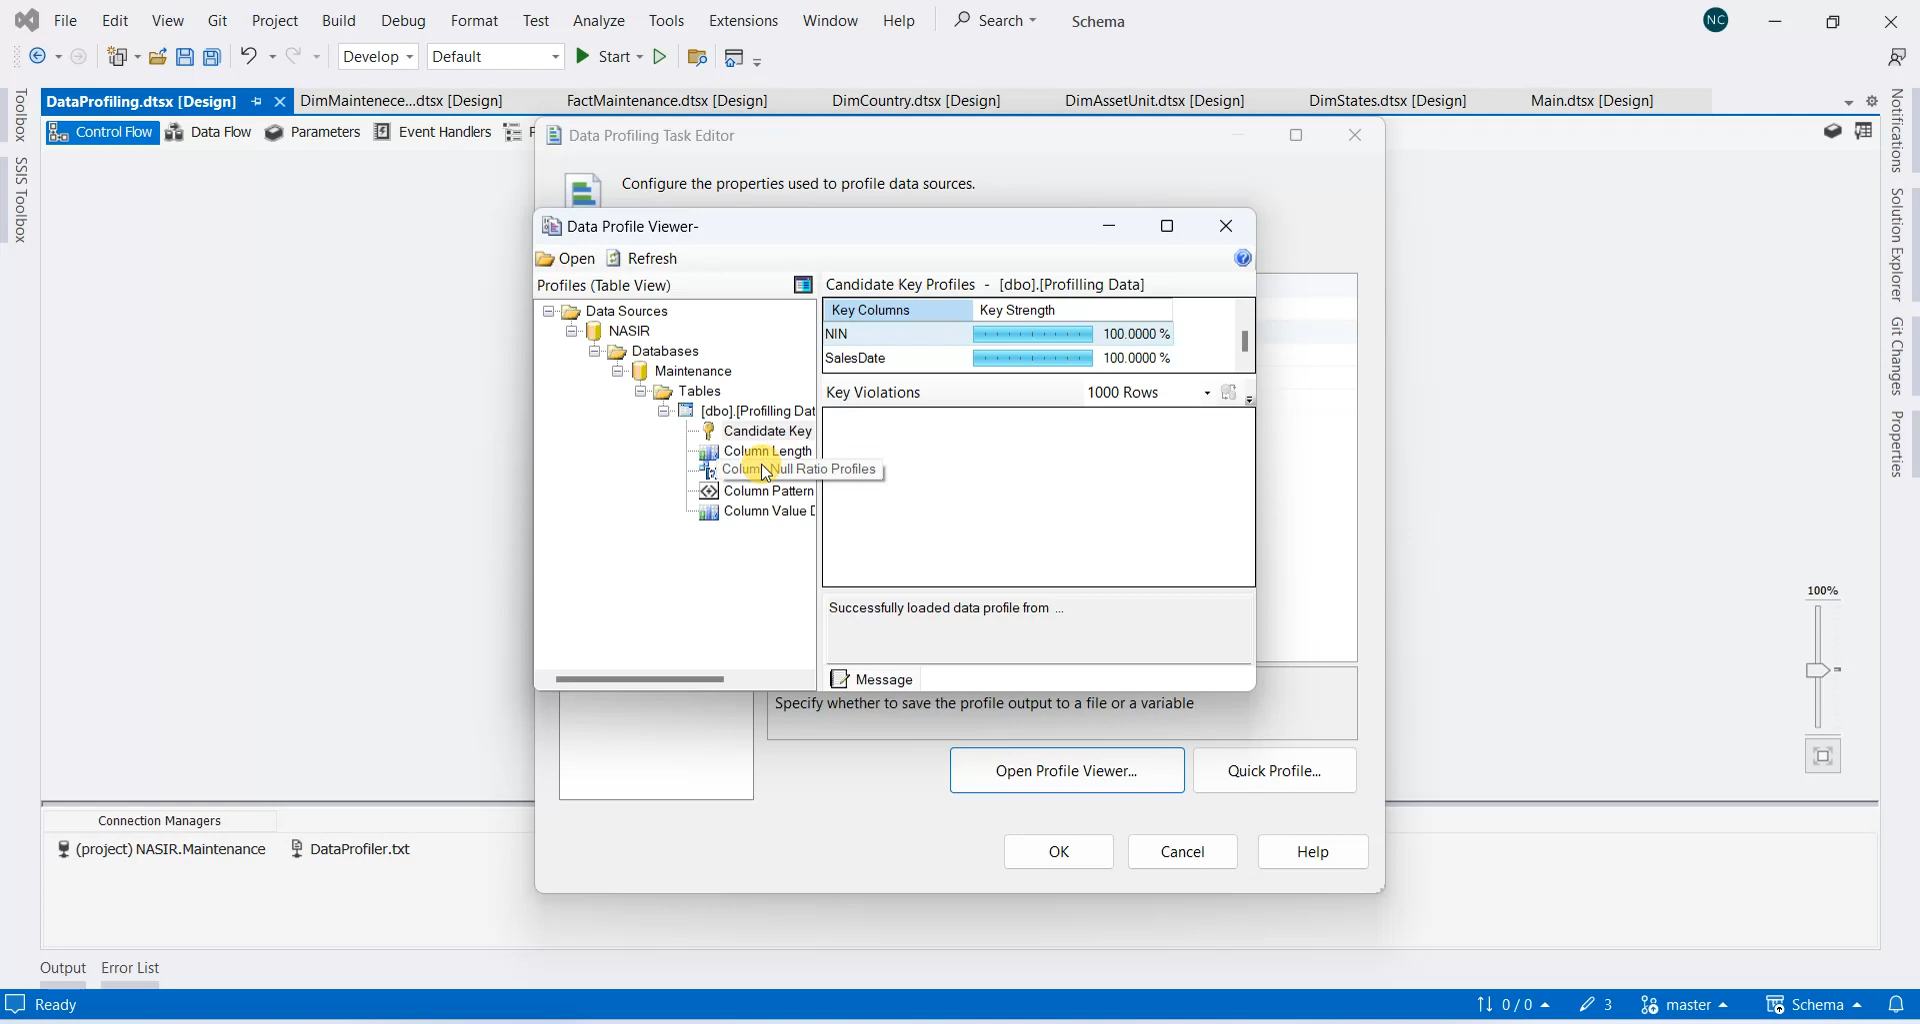 File Edit View Git Project Build Debug Format Test Analyze Tools Extensions Window Help Search Schema NC
Develop Default Start
DataProfiling.dtsx [Design] DimMaintenece...dtsx [Design] FactMaintenance.dtsx [Design] DimCountry.dtsx [Design] DimAssetUnit.dtsx [Design] DimStates.dtsx [Design] Main.dtsx [Design]
Control Flow Data Flow Parameters Event Handlers
Toolbox
SSIS Toolbox
Notifications
Solution Explorer
Git Changes
Properties
Data Profiling Task Editor
Configure the properties used to profile data sources.
Data Profile Viewer-
Open Refresh
Profiles (Table View)
Data Sources
NASIR
Databases
Maintenance
Tables
[dbo].[Profilling Dat
Candidate Key
Column Length
Null Ratio Profiles
Column Pattern
Column Value
Candidate Key Profiles - [dbo].[Profilling Data]
Key Columns Key Strength
NIN 100.0000 %
SalesDate 100.0000 %
Key Violations 1000 Rows
Successfully loaded data profile from ...
Message
Specify whether to save the profile output to a file or a variable
Open Profile Viewer... Quick Profile...
OK Cancel Help
100%
Connection Managers
(project) NASIR.Maintenance DataProfiler.txt
Output Error List
Ready 0 / 0 3 master Schema